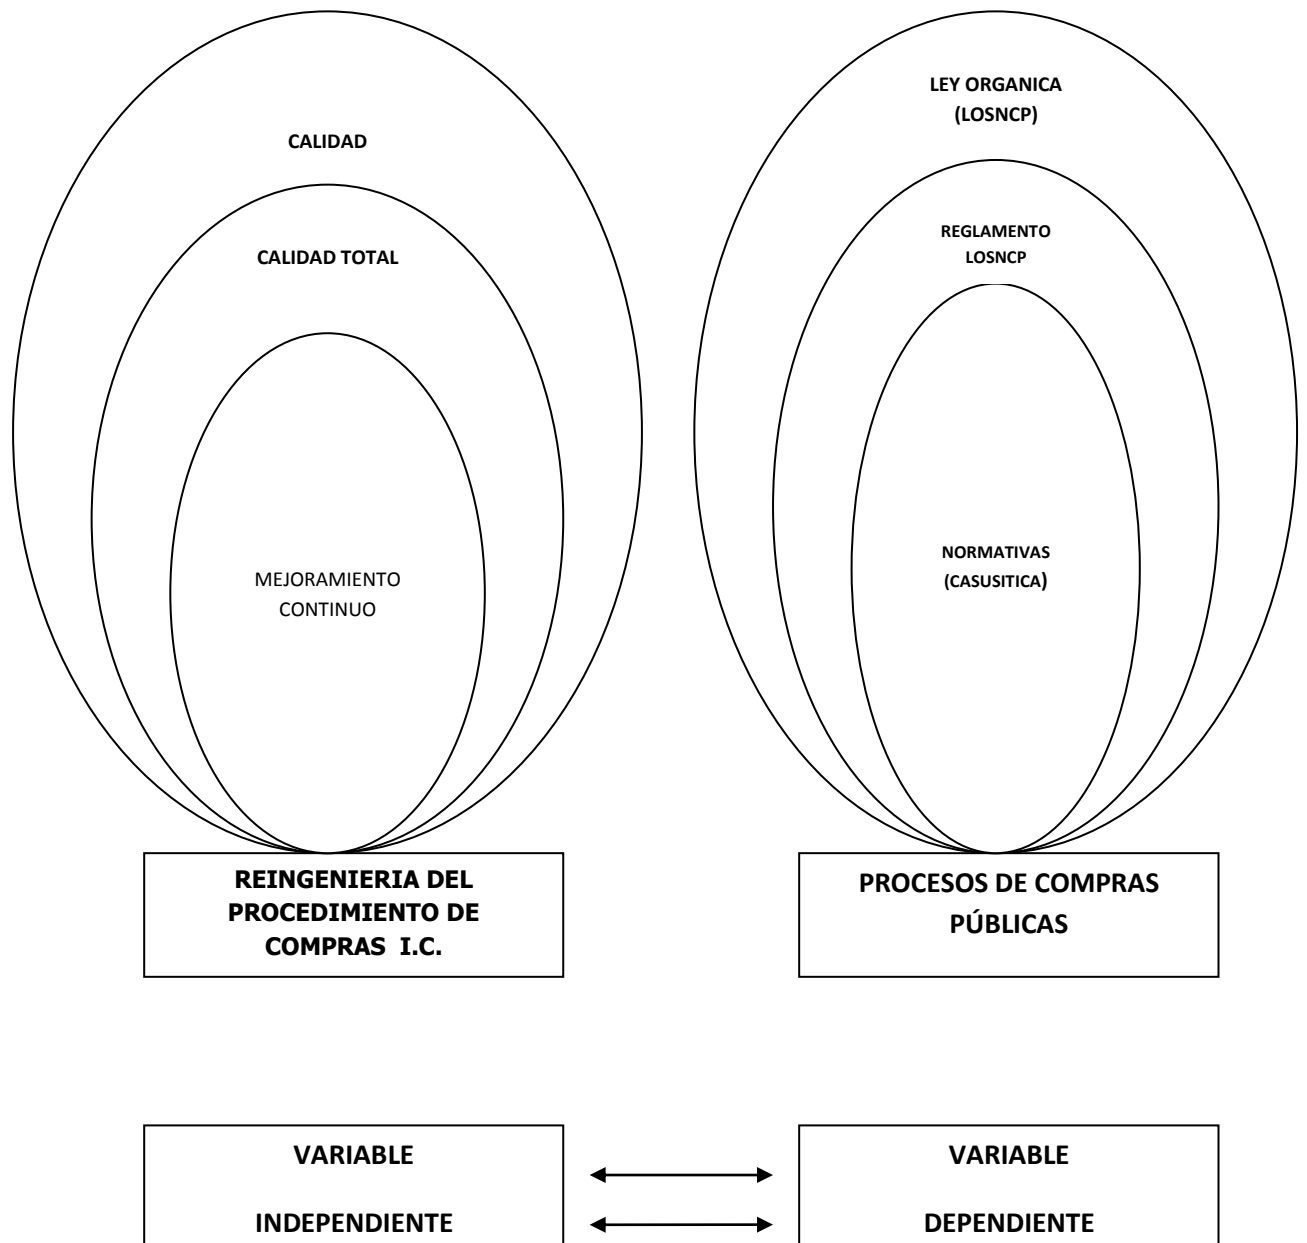 CALIDAD
CALIDAD TOTAL
MEJORAMIENTO
CONTINUO
REINGENIERIA DEL
PROCEDIMIENTO DE
COMPRAS I.C.
LEY ORGANICA
(LOSNCP)
REGLAMENTO
LOSNCP
NORMATIVAS
(CASUSITICA)
PROCESOS DE COMPRAS
PÚBLICAS
VARIABLE
INDEPENDIENTE
VARIABLE
DEPENDIENTE